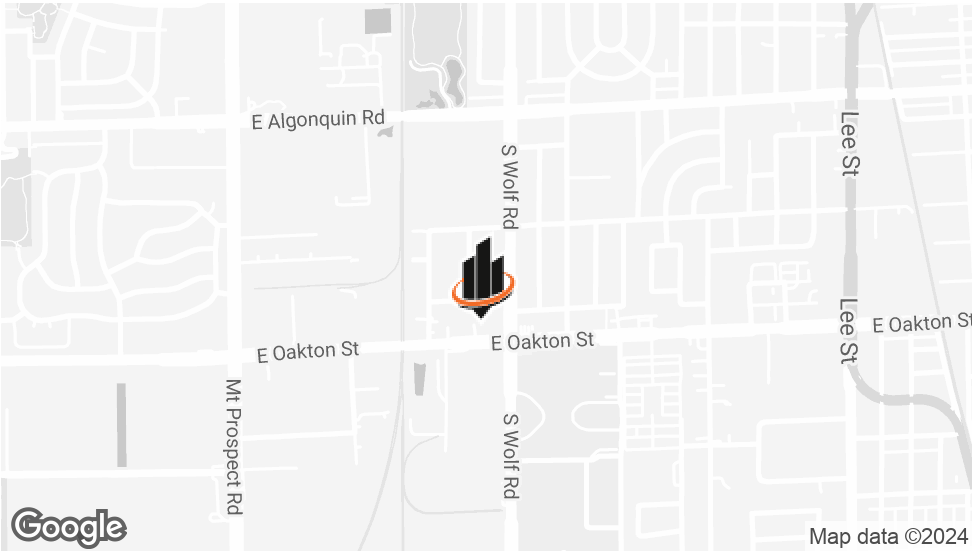 E Algonquin Rd
Lee St
S Wolf Rd
Lee St
E Oakton St
E Oakton St
E Oakton St
Mt Prospect Rd
S Wolf Rd
Google
Map data ©2024